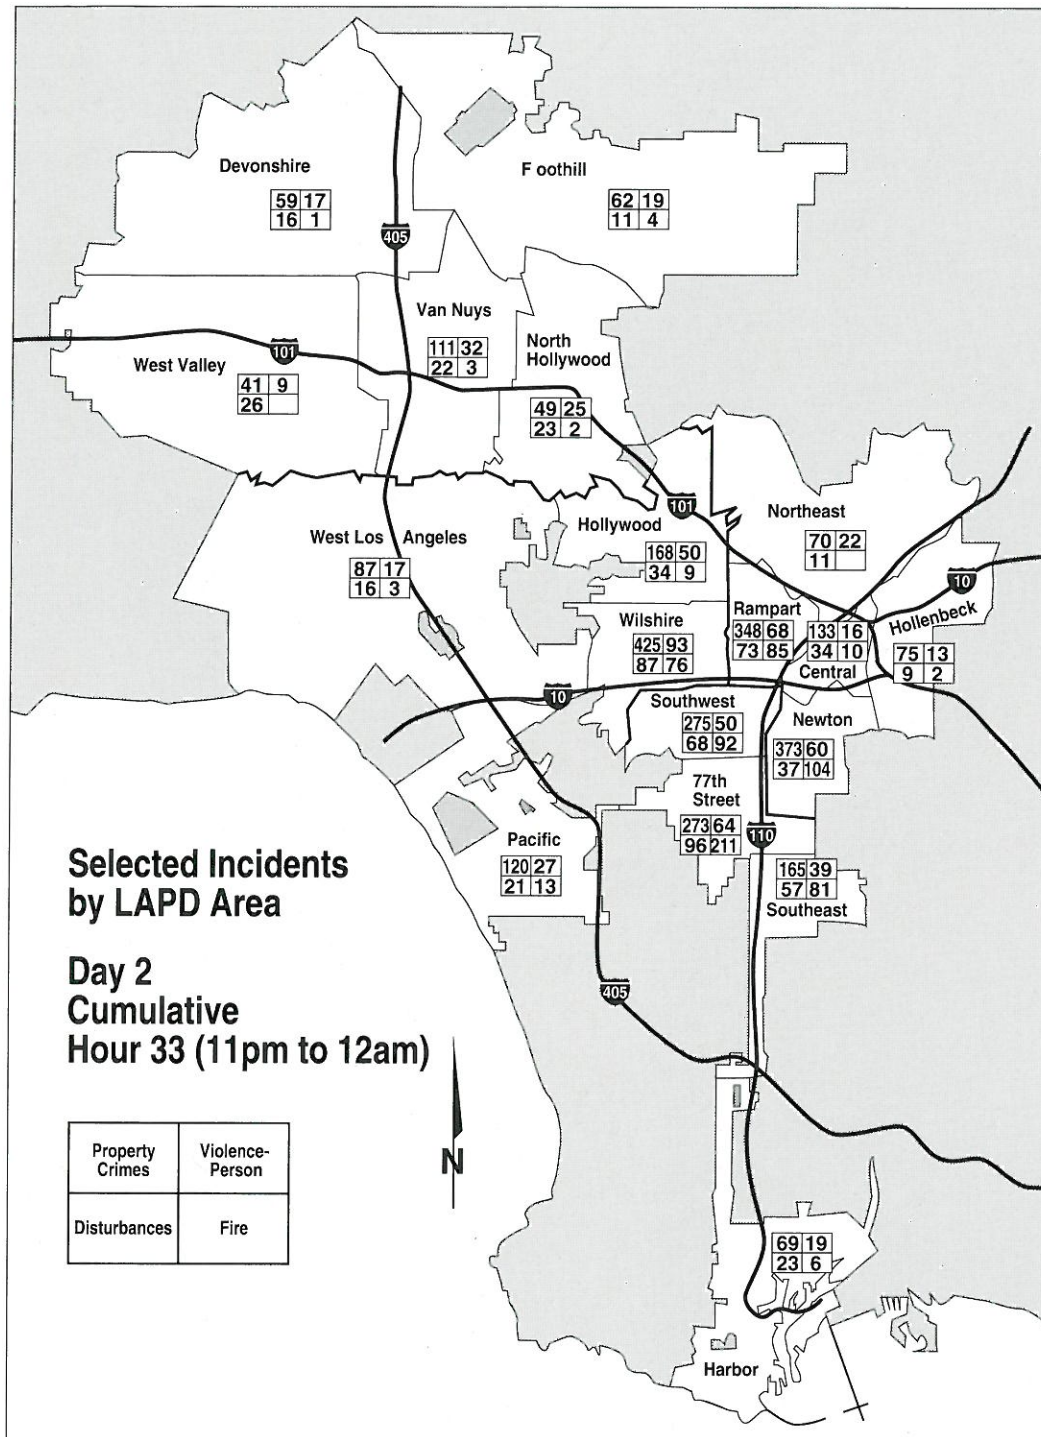 Devonshire
59 17
16 1
F oothill
62 19
11 4
405
Van Nuys
111 32
22 3
North
Hollywood
49 25
23 2
101
West Valley
41 9
26
101
Northeast
70 22
11
Hollywood
168 50
34 9
West Los Angeles
87 17
16 3
10
Hollenbeck
75 13
9 2
Rampart
348 68
73 85
133 16
34 10
Central
Wilshire
425 93
87 76
10
Southwest
275 50
68 92
Newton
373 60
37 104
77th
Street
273 64
96 211
110
Pacific
120 27
21 13
165 39
57 81
Southeast
Selected Incidents
by LAPD Area
Day 2
Cumulative
Hour 33 (11pm to 12am)
405
Property
Crimes
Violence-
Person
Disturbances
Fire
N
69 19
23 6
Harbor